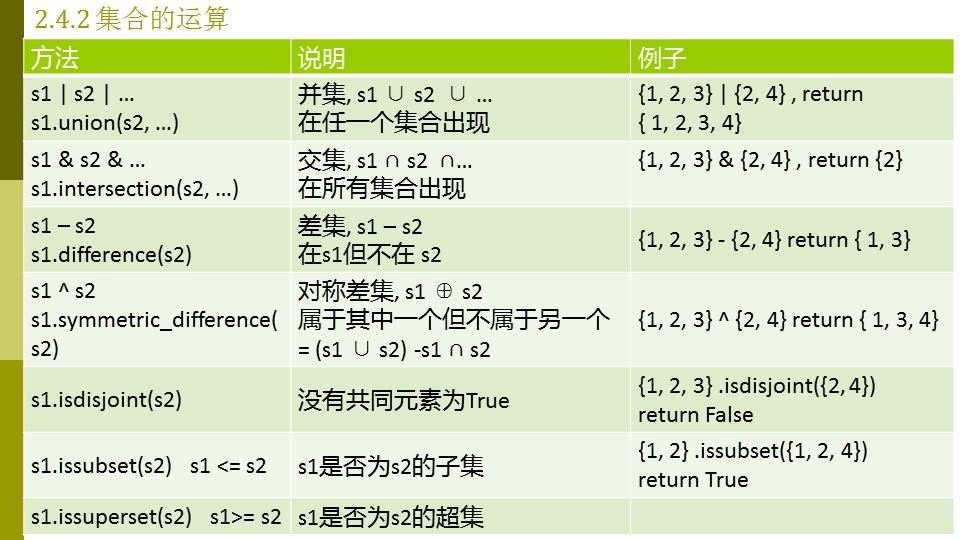 2.4.2 集合的运算
方法
说明
例子
s1 | s2 | …
s1.union(s2, …)
并集, s1 ∪ s2 ∪ …
在任一个集合出现
{1, 2, 3} | {2, 4} , return
{ 1, 2, 3, 4}
s1 & s2 & …
s1.intersection(s2, …)
交集, s1 ∩ s2 ∩…
在所有集合出现
{1, 2, 3} & {2, 4} , return {2}
s1 – s2
s1.difference(s2)
差集, s1 – s2
在s1但不在 s2
{1, 2, 3} - {2, 4} return { 1, 3}
s1 ^ s2
s1.symmetric_difference(
s2)
对称差集, s1 ⊕ s2
属于其中一个但不属于另一个
= (s1 ∪ s2) -s1 ∩ s2
{1, 2, 3} ^ {2, 4} return { 1, 3, 4}
s1.isdisjoint(s2)
没有共同元素为True
{1, 2, 3} .isdisjoint({2, 4})
return False
s1.issubset(s2) s1 <= s2
s1是否为s2的子集
{1, 2} .issubset({1, 2, 4})
return True
s1.issuperset(s2) s1>= s2
s1是否为s2的超集